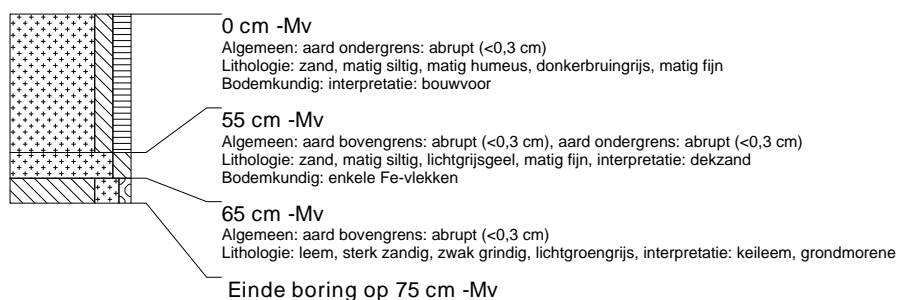 0 cm -Mv
Algemeen: aard ondergrens: abrupt (<0,3 cm)
Lithologie: zand, matig siltig, matig humeus, donkerbruingrijs, matig fijn
Bodemkundig: interpretatie: bouwvoor
55 cm -Mv
Algemeen: aard bovengrens: abrupt (<0,3 cm), aard ondergrens: abrupt (<0,3 cm)
Lithologie: zand, matig siltig, lichtgrijsgeel, matig fijn, interpretatie: dekzand
Bodemkundig: enkele Fe-vlekken
65 cm -Mv
Algemeen: aard bovengrens: abrupt (<0,3 cm)
Lithologie: leem, sterk zandig, zwak grindig, lichtgroengrijs, interpretatie: keileem, grondmorene
Einde boring op 75 cm -Mv